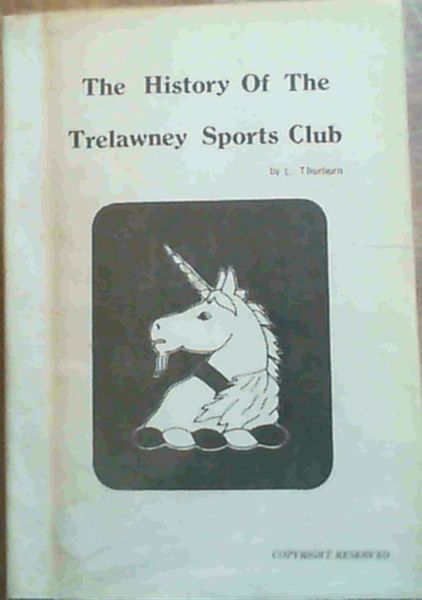 The History Of The
Trelawney Sports Club
by L. Thurburn
COPYRIGHT RESERVED